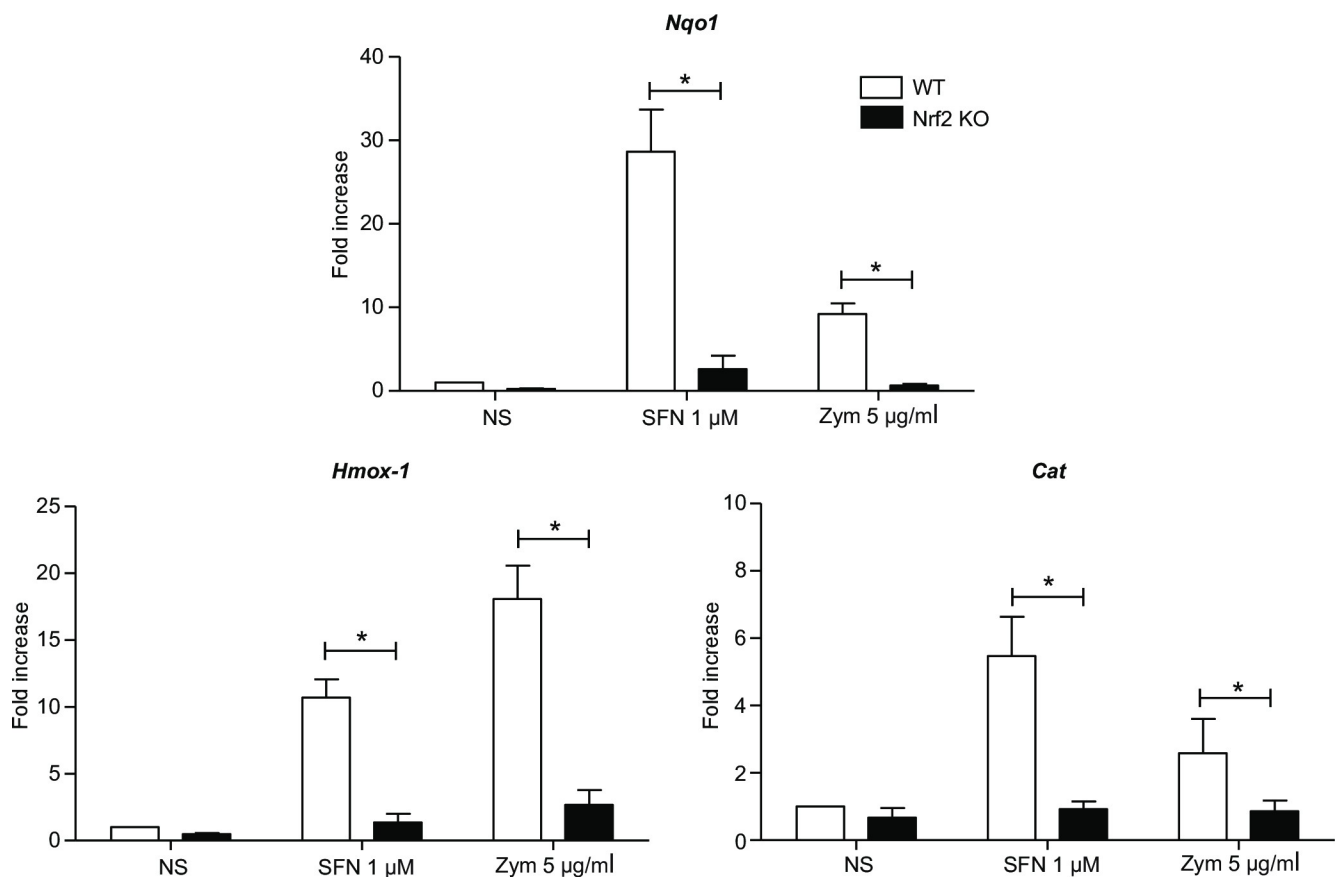 Nqo1
40
30
20
10
0
Fold increase
*
*
WT
Nrf2 KO
NS
SFN 1 µM
Zym 5 µg/ml
Hmox-1
25
20
15
10
5
0
Fold increase
*
*
NS
SFN 1 µM
Zym 5 µg/ml
Cat
10
8
6
4
2
0
Fold increase
*
*
NS
SFN 1 µM
Zym 5 µg/ml